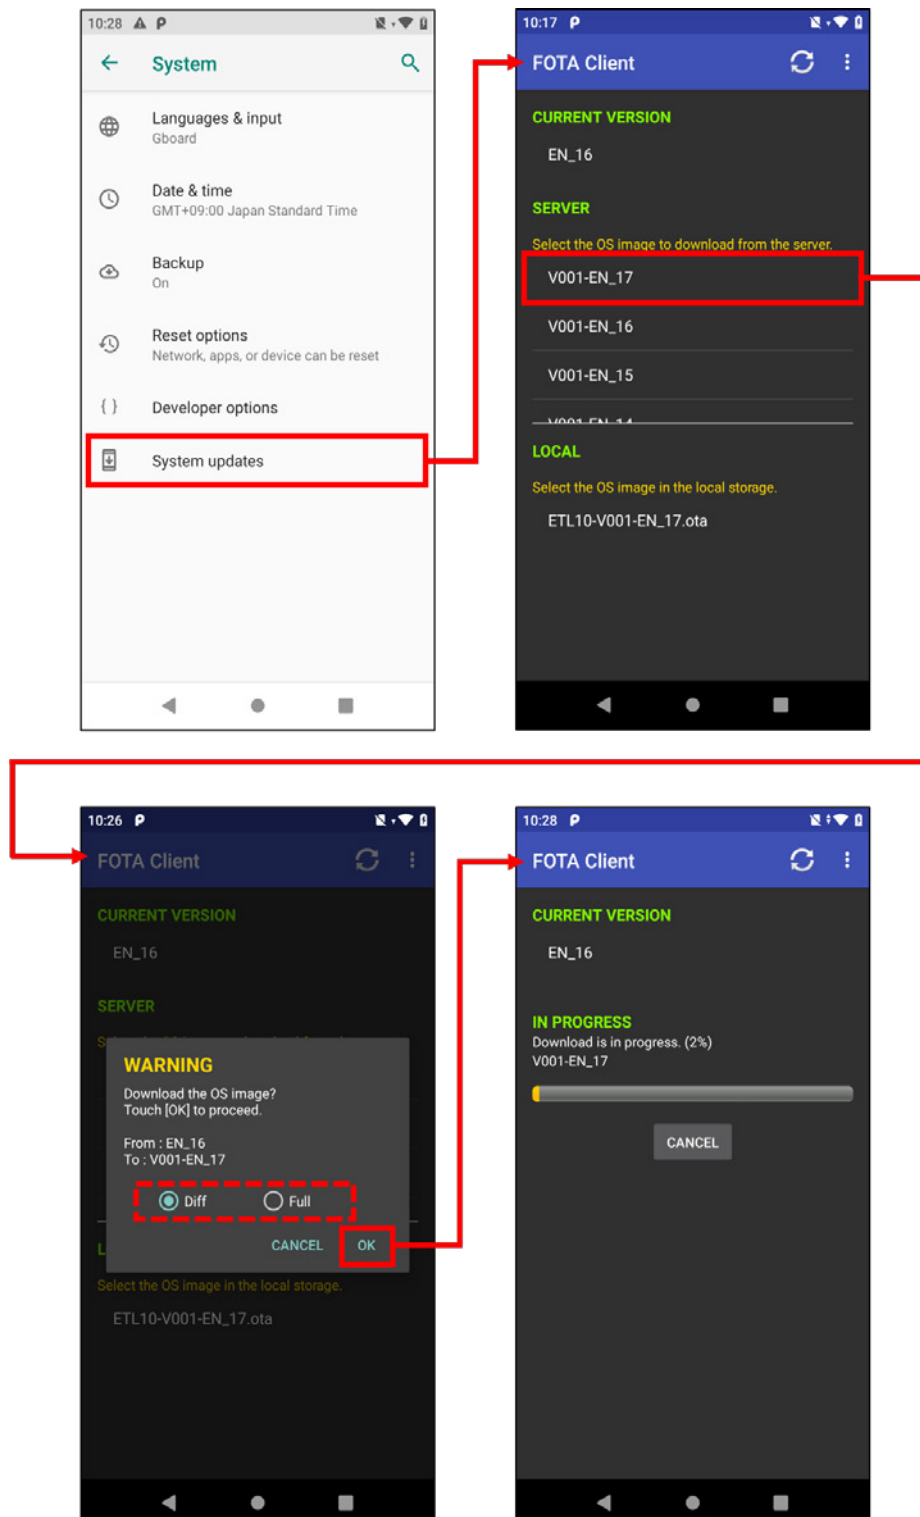 10:28
System
Languages & input
Gboard
Date & time
GMT+09:00 Japan Standard Time
Backup
On
Reset options
Network, apps, or device can be reset
{ } Developer options
System updates
10:17
FOTA Client
CURRENT VERSION
EN_16
SERVER
Select the OS image to download from the server.
V001-EN_17
V001-EN_16
V001-EN_15
V001-EN_14
LOCAL
Select the OS image in the local storage.
ETL10-V001-EN_17.ota
10:26
FOTA Client
CURRENT VERSION
EN_16
SERVER
WARNING
Download the OS image?
Touch [OK] to proceed.
From : EN_16
To : V001-EN_17
Diff Full
CANCEL OK
Select the OS image in the local storage.
ETL10-V001-EN_17.ota
10:28
FOTA Client
CURRENT VERSION
EN_16
IN PROGRESS
Download is in progress. (2%)
V001-EN_17
CANCEL